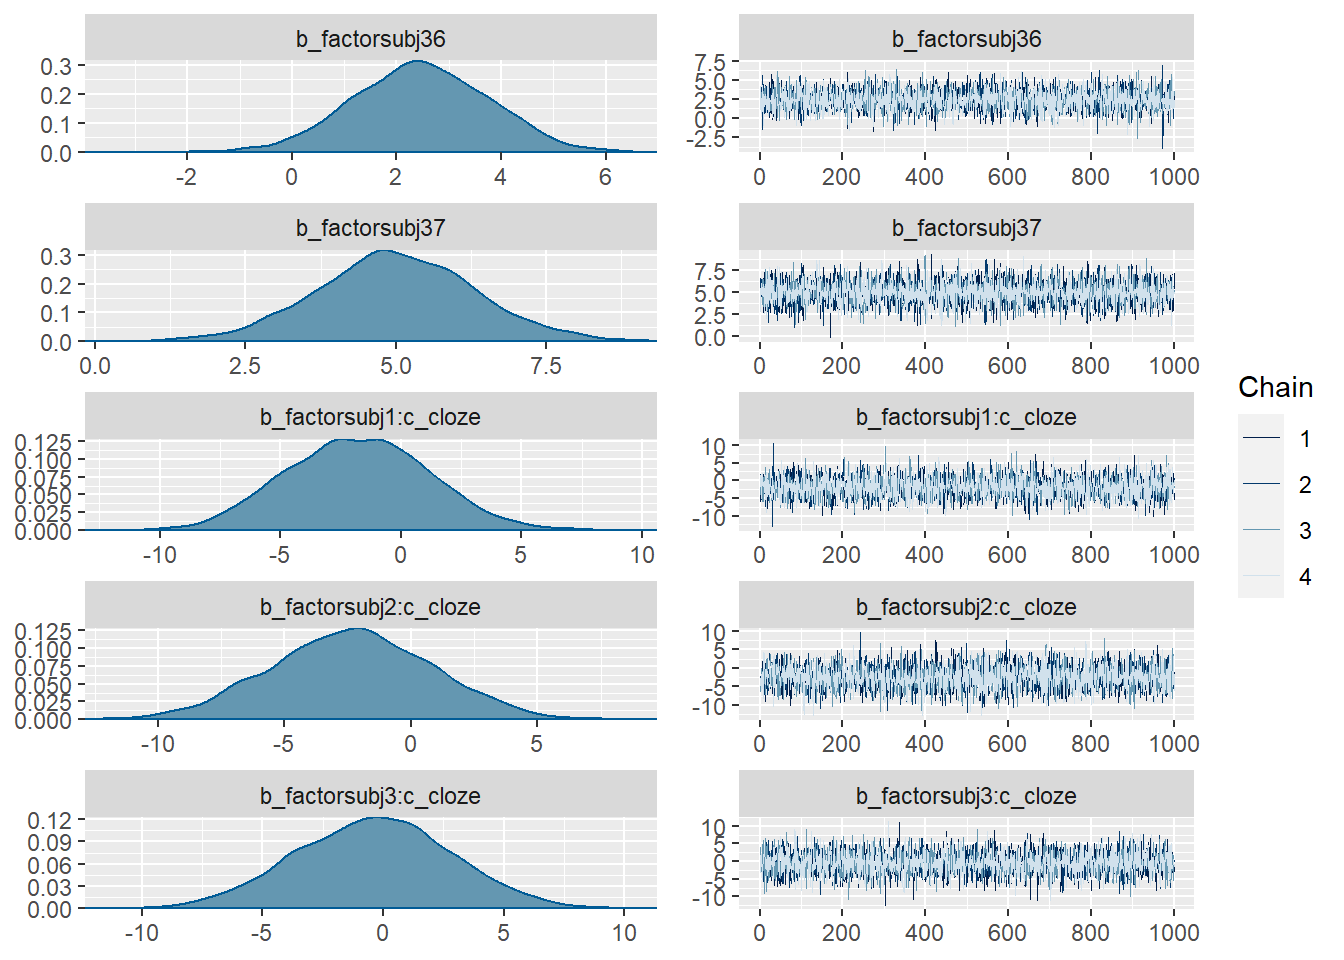 b_factorsubj36
0.3
0.2
0.1
0.0
-2 0 2 4 6
b_factorsubj36
7.5
5.0
2.5
0.0
-2.5
0 200 400 600 800 1000
b_factorsubj37
0.3
0.2
0.1
0.0
0.0 2.5 5.0 7.5
b_factorsubj37
7.5
5.0
2.5
0.0
0 200 400 600 800 1000
b_factorsubj1:c_cloze
0.125
0.100
0.075
0.050
0.025
0.000
-10 -5 0 5 10
b_factorsubj1:c_cloze
10
5
0
-5
-10
0 200 400 600 800 1000
b_factorsubj2:c_cloze
0.125
0.100
0.075
0.050
0.025
0.000
-10 -5 0 5
b_factorsubj2:c_cloze
10
5
0
-5
-10
0 200 400 600 800 1000
b_factorsubj3:c_cloze
0.12
0.09
0.06
0.03
0.00
-10 -5 0 5 10
b_factorsubj3:c_cloze
10
5
0
-5
-10
0 200 400 600 800 1000
Chain
1
2
3
4